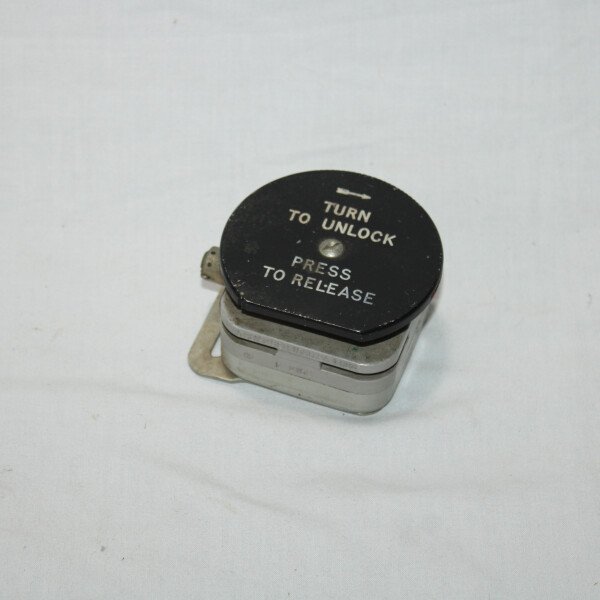 TURN
TO UNLOCK
PRESS
TO RELEASE